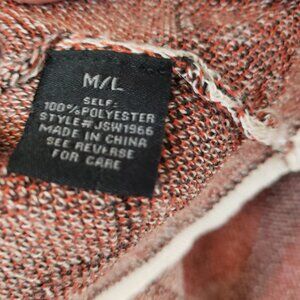 M/L
SELF:
100%POLYESTER
STYLE#JSW1966
MADE IN CHINA
SEE REVERSE
FOR CARE